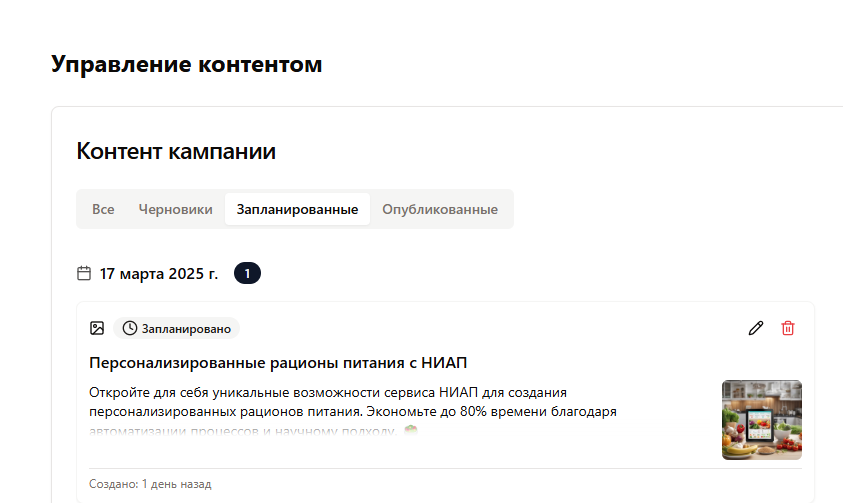 Управление контентом
Контент кампании
Все Черновики Запланированные Опубликованные
17 марта 2025 г. 1
Запланировано
Персонализированные рационы питания с НИАП
Откройте для себя уникальные возможности сервиса НИАП для создания
персонализированных рационов питания. Экономьте до 80% времени благодаря
автоматизации процессов и научному подходу.
Создано: 1 день назад